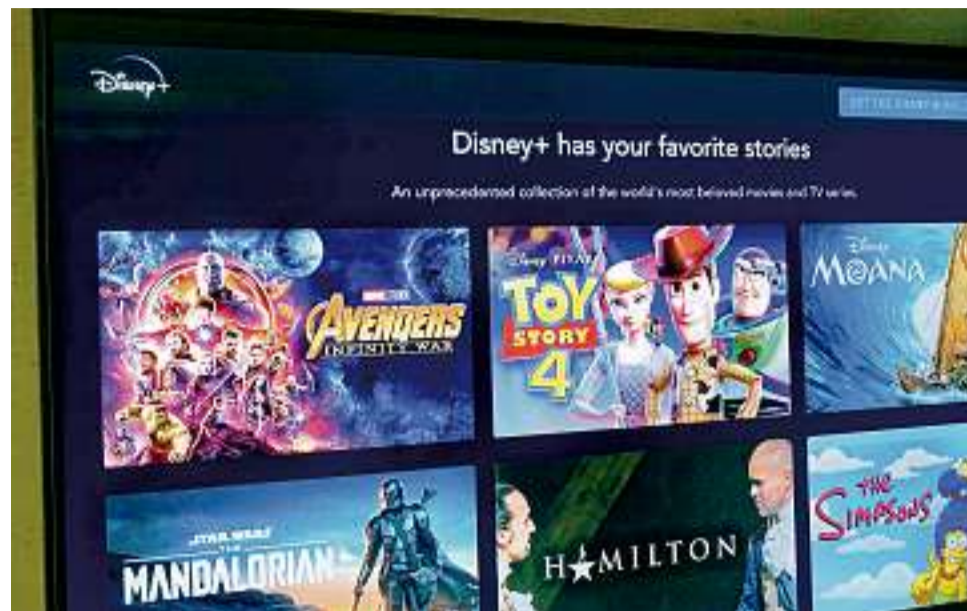 Disney+
Disney+ has your favorite stories
An unprecedented collection of the world's most beloved movies and TV series.
MARVEL STUDIOS
AVENGERS
INFINITY WAR
Disney PIXAR
TOY
STORY
4
Disney
MOANA
STAR WARS
THE
MANDALORIAN
HAMILTON
THE
SIMPSONS